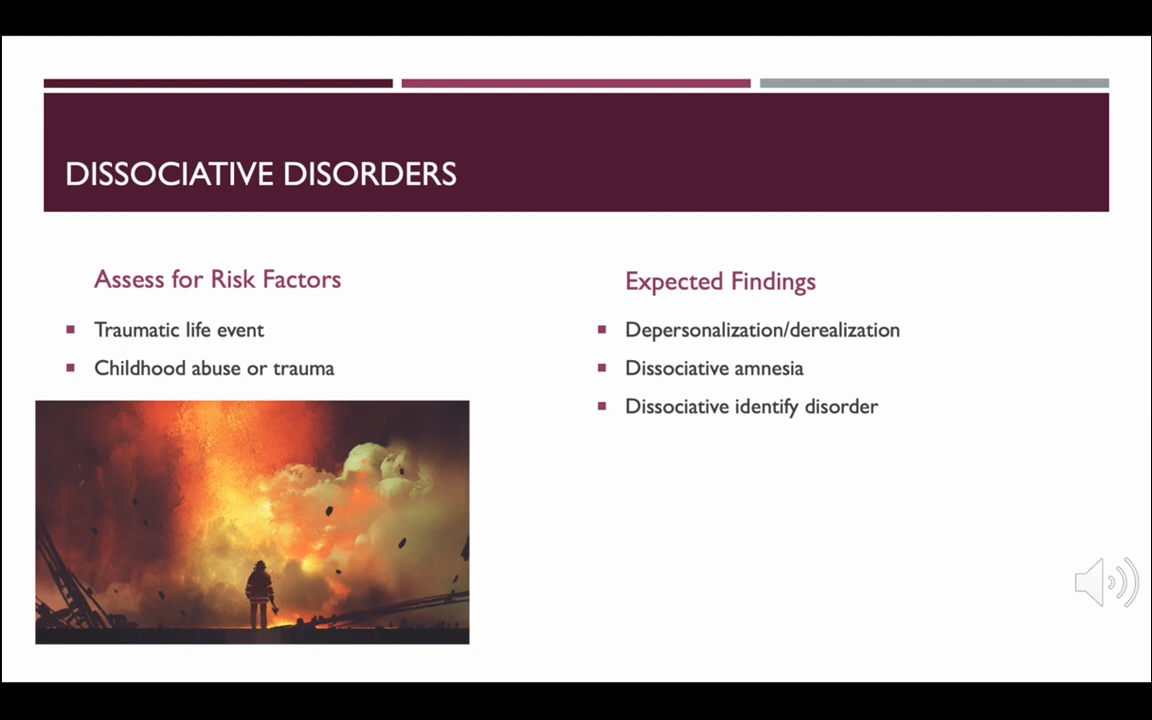 DISSOCIATIVE DISORDERS
Assess for Risk Factors
Traumatic life event
Childhood abuse or trauma
Expected Findings
Depersonalization/derealization
Dissociative amnesia
Dissociative identify disorder